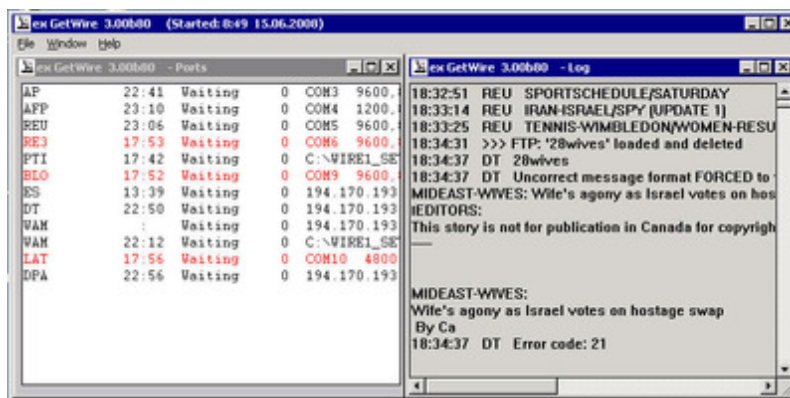 ex GetWire 3.00b80 (Started: 8:49 15.06.2008)
File Window Help
ex GetWire 3.00b80 - Ports
AP 22:41 Waiting 0 COM3 9600,
AFP 23:10 Waiting 0 COM4 1200,
REU 23:06 Waiting 0 COM5 9600,
RE3 17:53 Waiting 0 COM6 9600,
PTI 17:42 Waiting 0 C:\WIRE1_SE
BLO 17:52 Waiting 0 COM9 9600,
ES 13:39 Waiting 0 194.170.193
DT 22:50 Waiting 0 194.170.193
WAM : Waiting 0 194.170.193
WAM 22:12 Waiting 0 C:\WIRE1_SE
LAT 17:56 Waiting 0 COM10 4800
DPA 22:56 Waiting 0 194.170.193
ex GetWire 3.00b80 - Log
18:32:51 REU SPORTSCHEDULE/SATURDAY
18:33:14 REU IRAN-ISRAEL/SPY (UPDATE 1)
18:33:25 REU TENNIS-WIMBLEDON/WOMEN-RESU
18:34:31 >>> FTP: '28wives' loaded and deleted
18:34:37 DT 28wives
18:34:37 DT Uncorrect message format FORCED to
MIDEAST-WIVES: Wife's agony as Israel votes on hos
EDITORS:
This story is not for publication in Canada for copyrigh
MIDEAST-WIVES:
Wife's agony as Israel votes on hostage swap
By Ca
18:34:37 DT Error code: 21